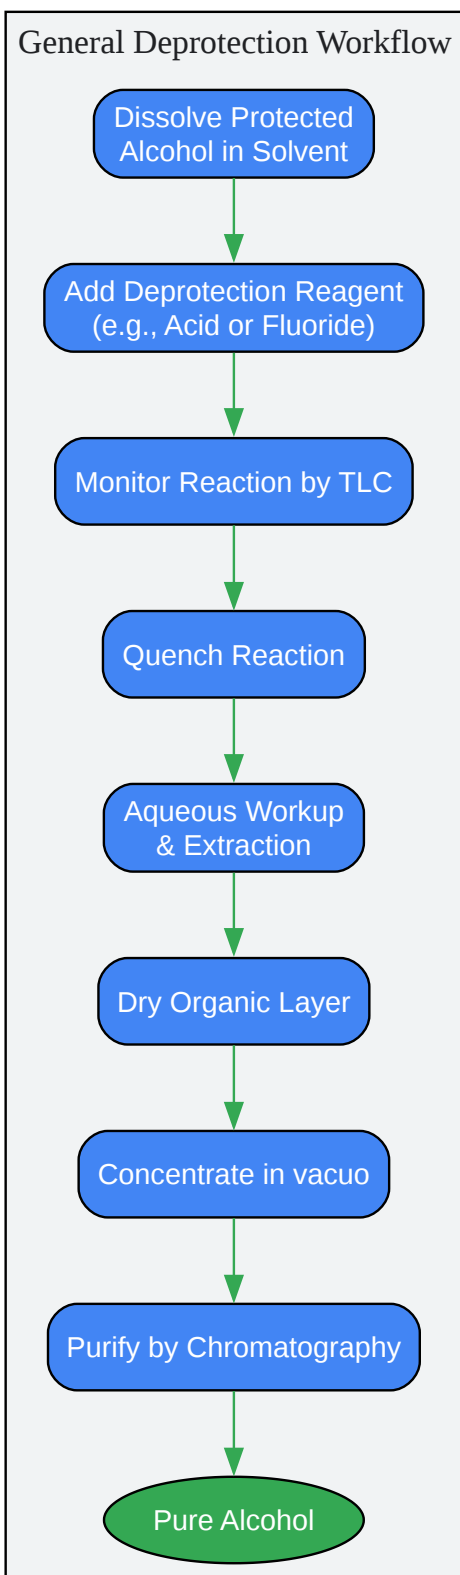 General Deprotection Workflow
Dissolve Protected
Alcohol in Solvent
Add Deprotection Reagent
(e.g., Acid or Fluoride)
Monitor Reaction by TLC
Quench Reaction
Aqueous Workup
& Extraction
Dry Organic Layer
Concentrate in vacuo
Purify by Chromatography
Pure Alcohol